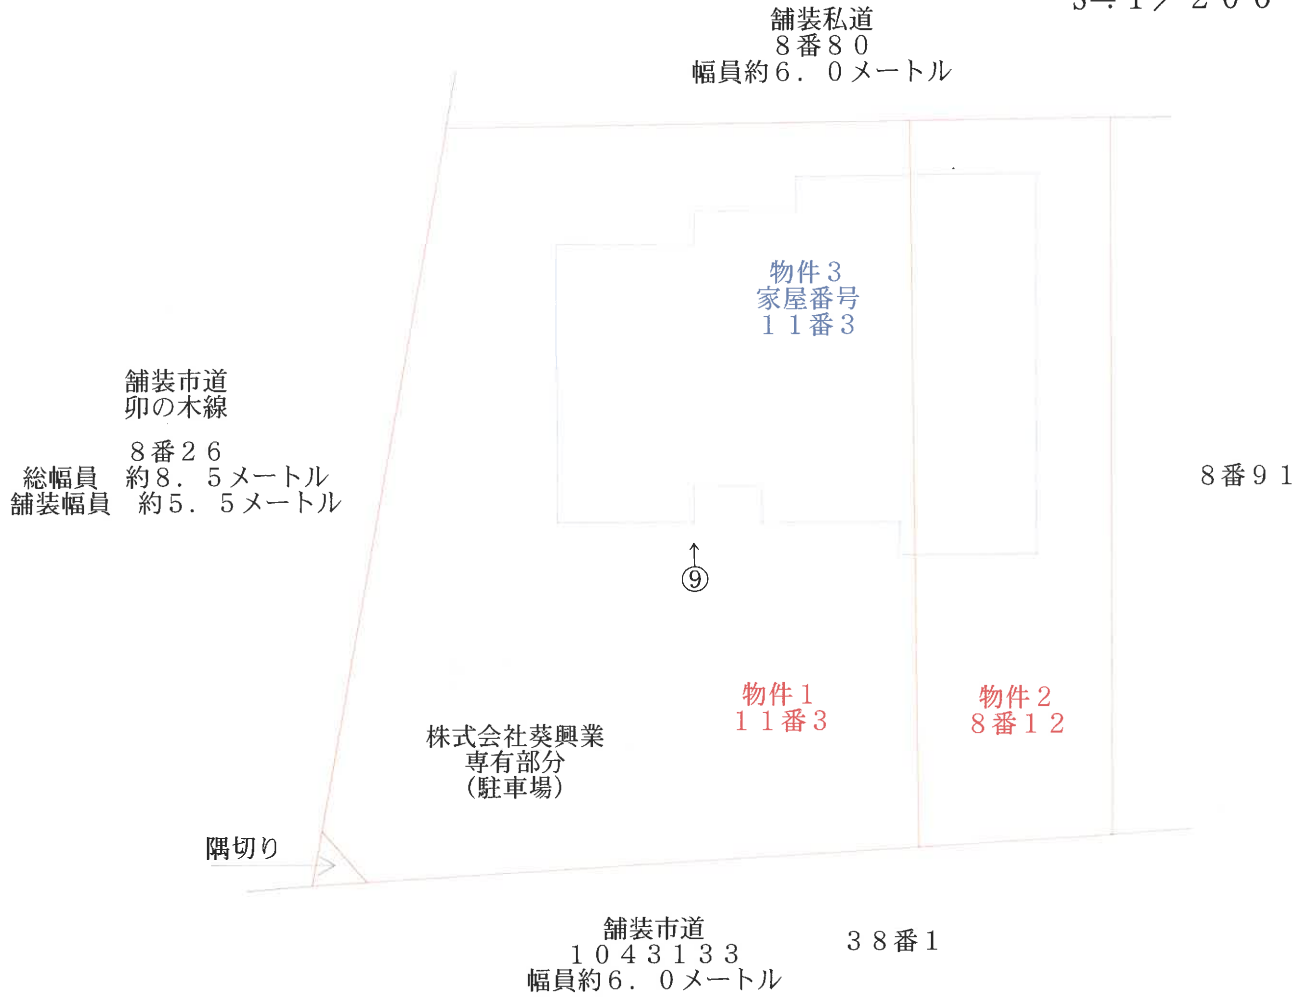 舗装私道
８番８０
幅員約６．０メートル
物件３
家屋番号
１１番３
舗装市道
卯の木線
８番２６
総幅員　約８．５メートル
舗装幅員　約５．５メートル
８番９１
⑨
物件１
１１番３
物件２
８番１２
株式会社葵興業
専有部分
（駐車場）
隅切り
舗装市道
１０４３１３３
幅員約６．０メートル
３８番１